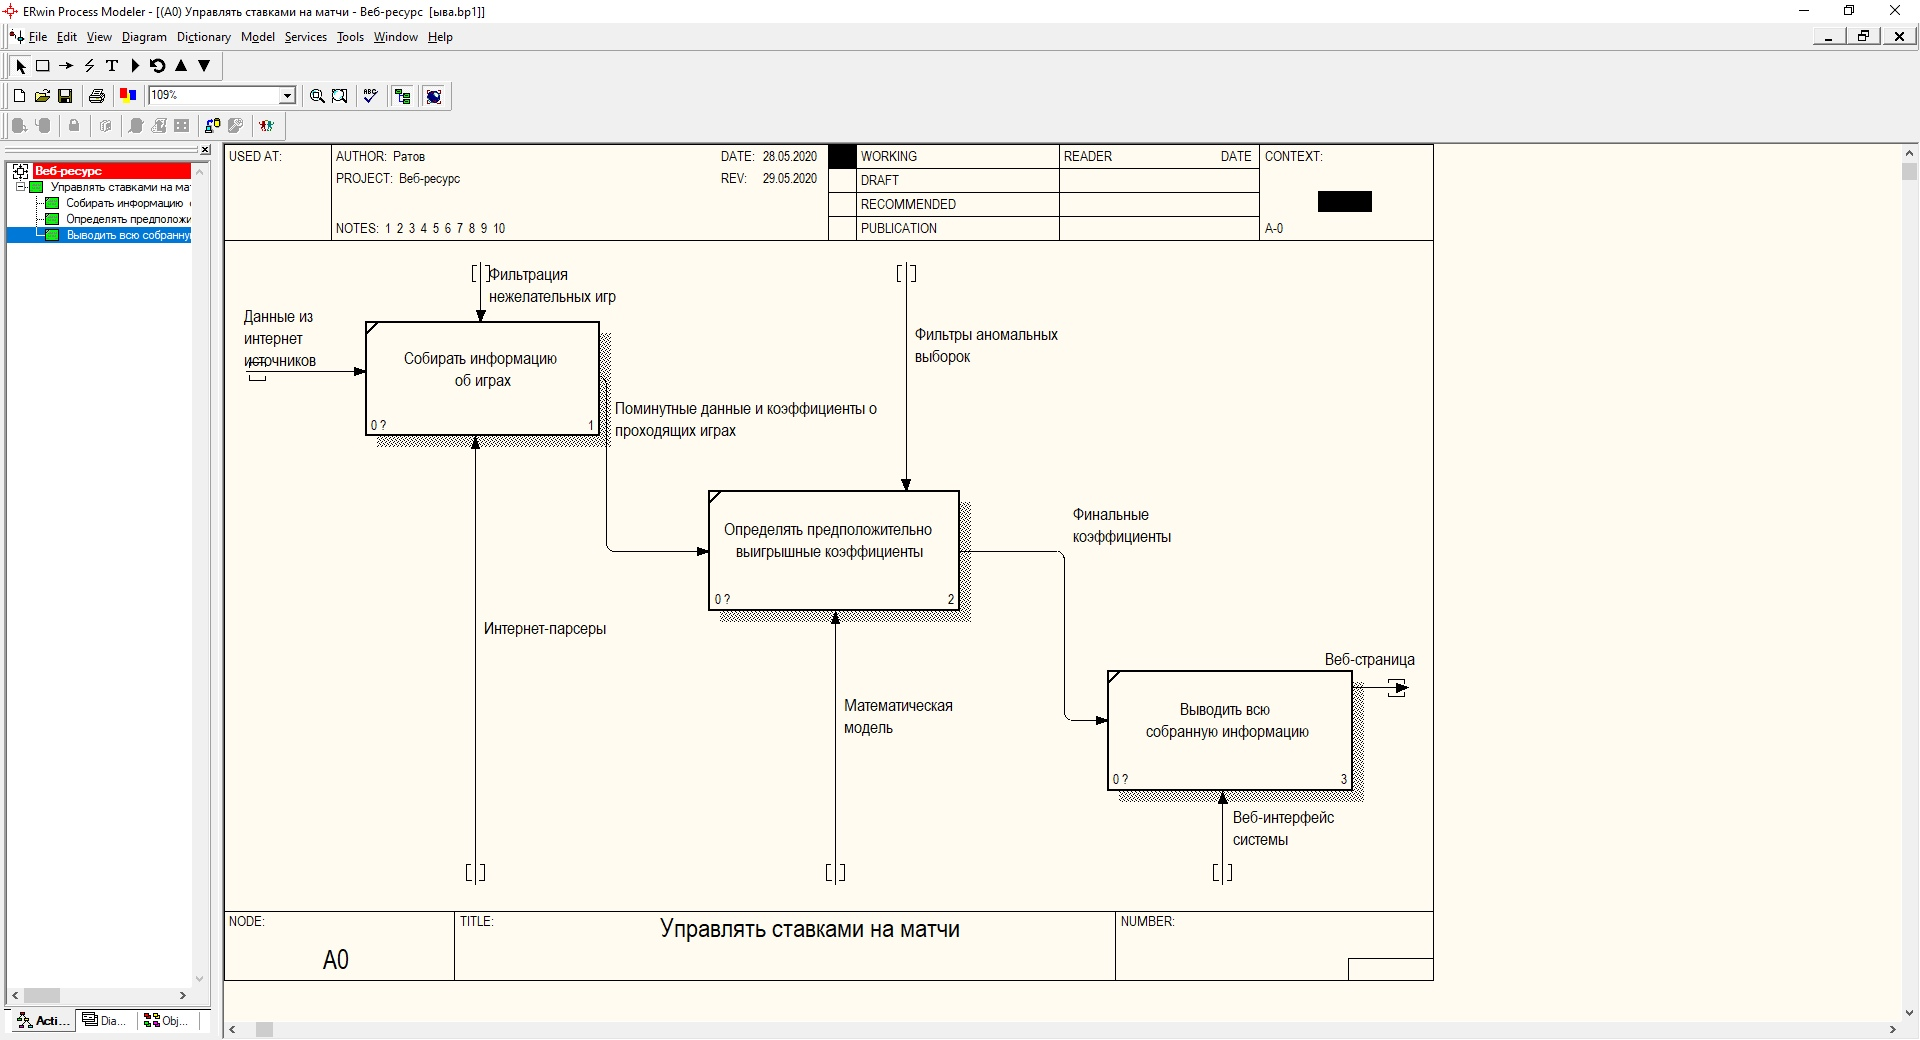 ERwin Process Modeler - [(A0) Управлять ставками на матчи - Веб-ресурс  [ыва.bp1]]
File Edit View Diagram Dictionary Model Services Tools Window Help
109%
Веб-ресурс
Управлять ставками на мат
Собирать информацию
Определять предположи
Выводить всю собранную
Acti...
Dia...
Obj...
USED AT:
AUTHOR: Ратов
DATE: 28.05.2020
PROJECT: Веб-ресурс
REV: 29.05.2020
NOTES: 1 2 3 4 5 6 7 8 9 10
WORKING
DRAFT
RECOMMENDED
PUBLICATION
READER DATE
CONTEXT:
A-0
Фильтрация
нежелательных игр
Данные из
интернет
источников
Собирать информацию
об играх
0 ? 1
Фильтры аномальных
выборок
Поминутные данные и коэффициенты о
проходящих играх
Определять предположительно
выигрышные коэффициенты
0 ? 2
Финальные
коэффициенты
Интернет-парсеры
Математическая
модель
Веб-страница
Выводить всю
собранную информацию
0 ? 3
Веб-интерфейс
системы
NODE:
A0
TITLE:
Управлять ставками на матчи
NUMBER: